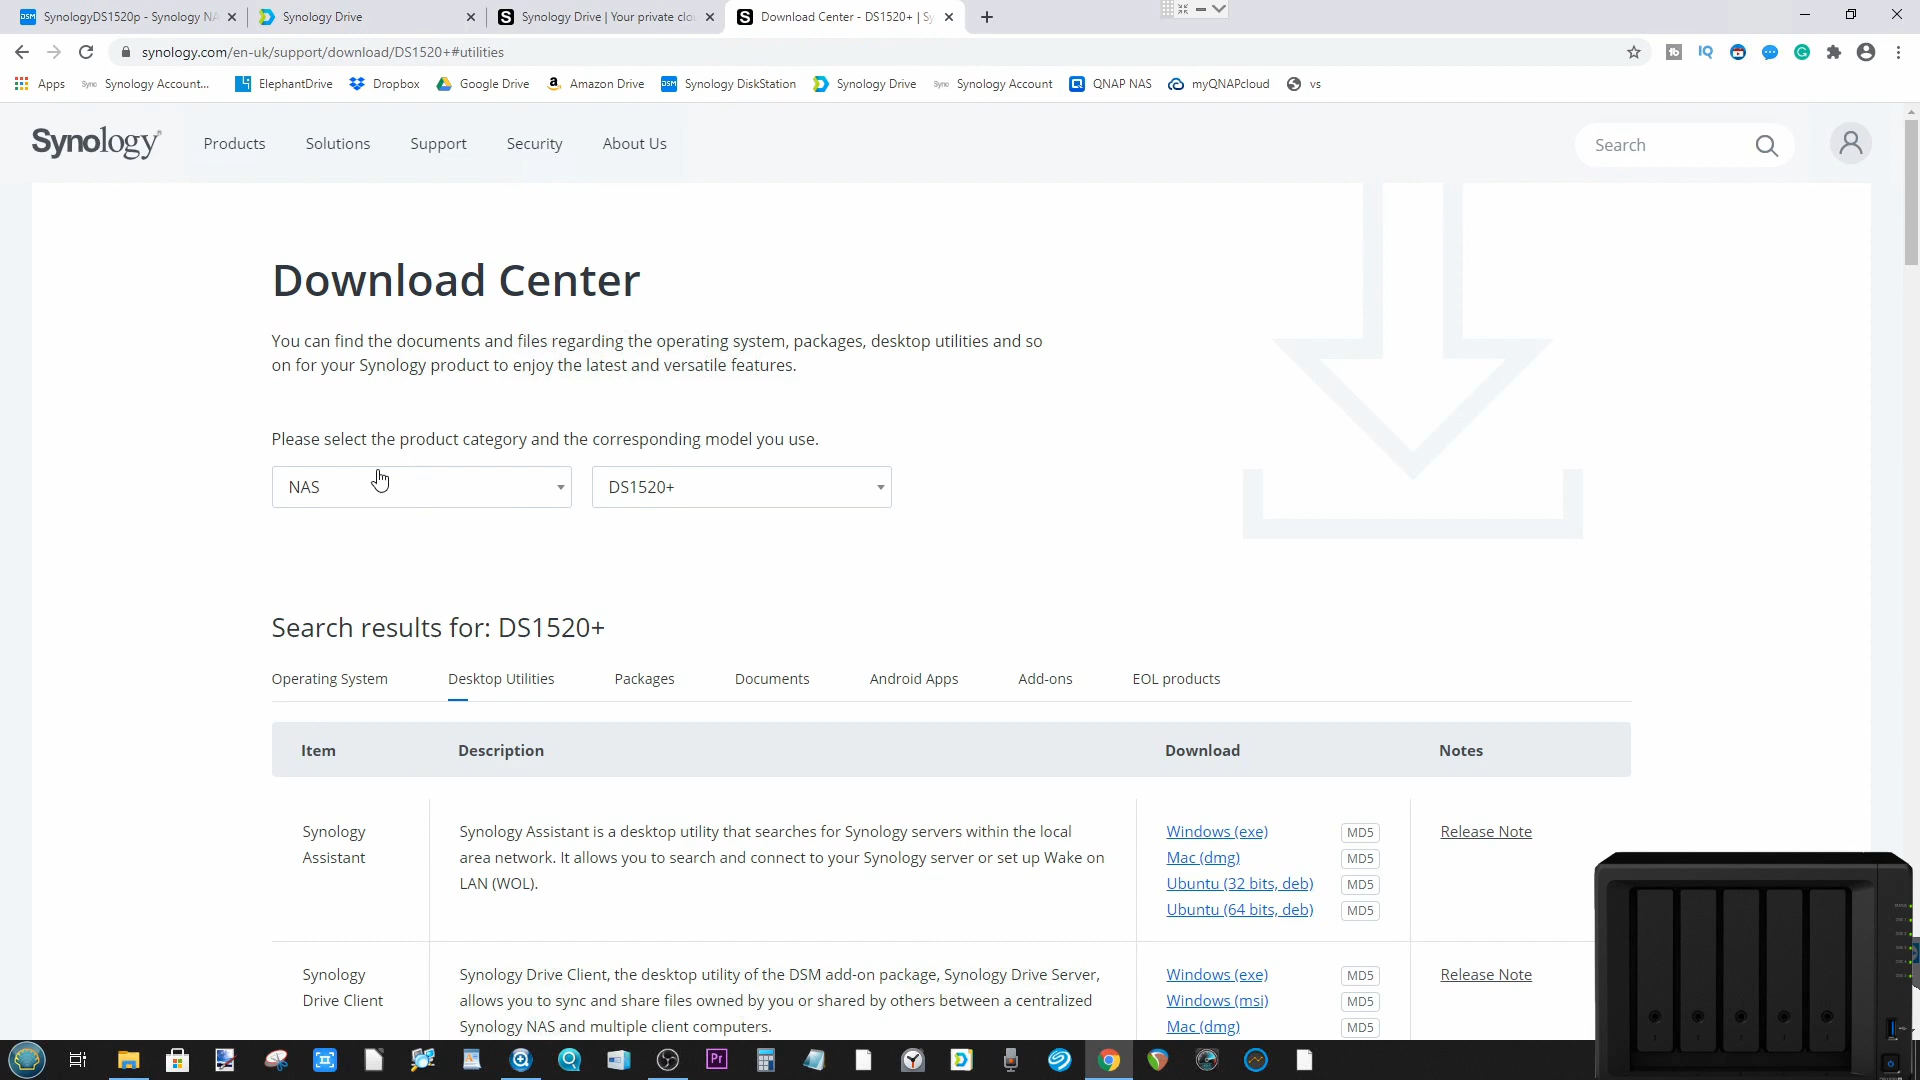 SynologyDS1520p - Synology NA
Synology Drive
Synology Drive | Your private clou
Download Center - DS1520+ | Sy
synology.com/en-uk/support/download/DS1520+#utilities
Apps
Synology Account...
ElephantDrive
Dropbox
Google Drive
Amazon Drive
Synology DiskStation
Synology Drive
Synology Account
QNAP NAS
myQNAPcloud
vs
Synology
Products
Solutions
Support
Security
About Us
Search
Download Center
You can find the documents and files regarding the operating system, packages, desktop utilities and so
on for your Synology product to enjoy the latest and versatile features.
Please select the product category and the corresponding model you use.
NAS
DS1520+
Search results for: DS1520+
Operating System
Desktop Utilities
Packages
Documents
Android Apps
Add-ons
EOL products
Item
Description
Download
Notes
Synology
Assistant
Synology Assistant is a desktop utility that searches for Synology servers within the local
area network. It allows you to search and connect to your Synology server or set up Wake on
LAN (WOL).
Windows (exe) MD5
Mac (dmg) MD5
Ubuntu (32 bits, deb) MD5
Ubuntu (64 bits, deb) MD5
Release Note
Synology
Drive Client
Synology Drive Client, the desktop utility of the DSM add-on package, Synology Drive Server,
allows you to sync and share files owned by you or shared by others between a centralized
Synology NAS and multiple client computers.
Windows (exe) MD5
Windows (msi) MD5
Mac (dmg) MD5
Release Note